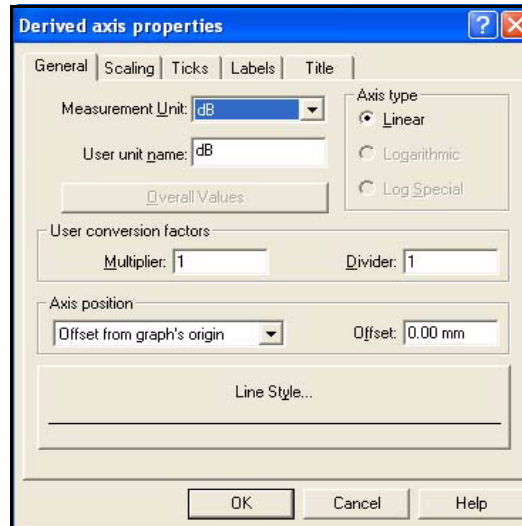 Derived axis properties
General Scaling Ticks Labels Title
Measurement Unit: dB
User unit name: dB
Overall Values
Axis type
Linear
Logarithmic
Log Special
User conversion factors
Multiplier: 1 Divider: 1
Axis position
Offset from graph's origin Offset: 0.00 mm
Line Style...
OK Cancel Help